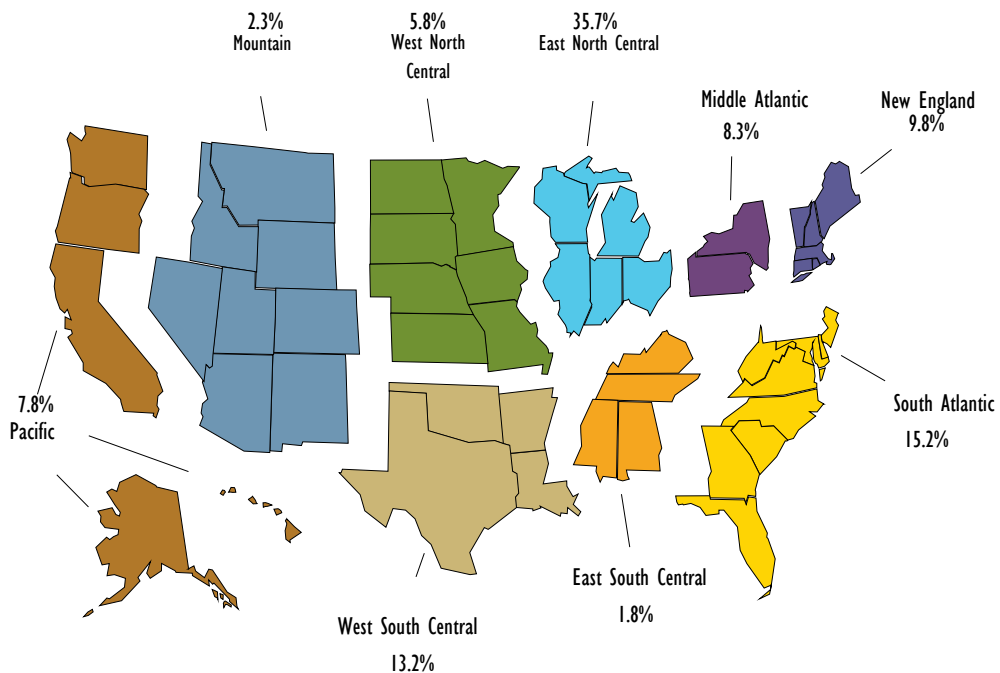 2.3%
Mountain
5.8%
West North
Central
35.7%
East North Central
Middle Atlantic
8.3%
New England
9.8%
7.8%
Pacific
South Atlantic
15.2%
East South Central
1.8%
West South Central
13.2%